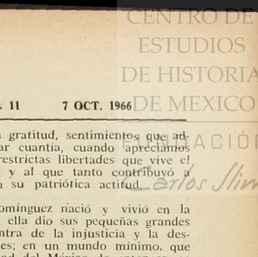 CENTRO DE
ESTUDIOS
DE HISTORIA
DE MEXICO
. 11 7 OCT. 1966
gratitud, sentimientos que ad-
ar cuantía, cuando apreciamos
restrictas libertades que vive el
y al que tanto contribuyó a
n su patriótica actitud.
Carlos Slim
omínguez nació y vivió en la
ella dio sus pequeñas grandes
ntra de la injusticia y la des-
es; en un mundo mínimo, que